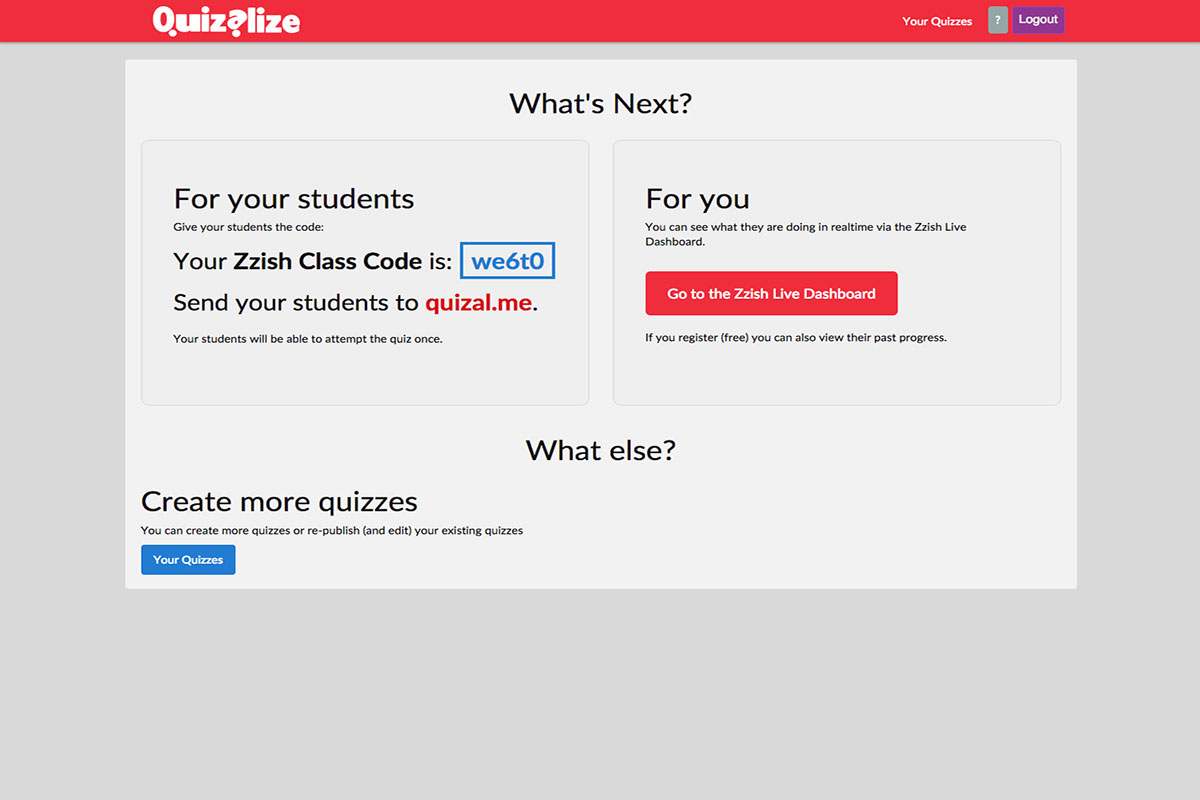 Quizalize
Your Quizzes
?
Logout
What's Next?
For your students
Give your students the code:
Your Zzish Class Code is: we6t0
Send your students to quizal.me.
Your students will be able to attempt the quiz once.
For you
You can see what they are doing in realtime via the Zzish Live
Dashboard.
Go to the Zzish Live Dashboard
If you register (free) you can also view their past progress.
What else?
Create more quizzes
You can create more quizzes or re-publish (and edit) your existing quizzes
Your Quizzes